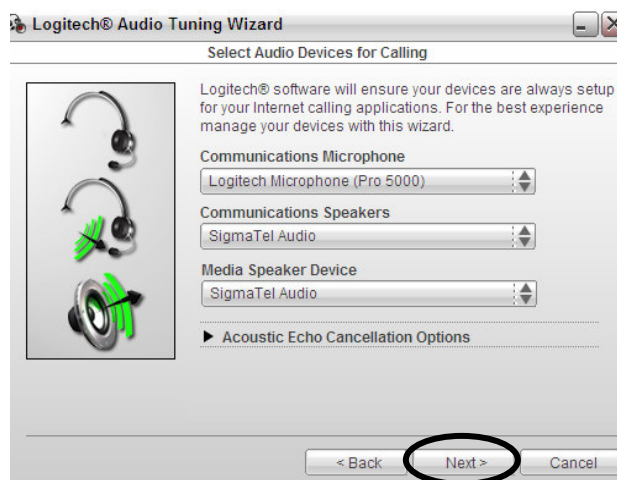 Logitech® Audio Tuning Wizard
Select Audio Devices for Calling
Logitech® software will ensure your devices are always setup
for your Internet calling applications. For the best experience
manage your devices with this wizard.
Communications Microphone
Logitech Microphone (Pro 5000)
Communications Speakers
SigmaTel Audio
Media Speaker Device
SigmaTel Audio
Acoustic Echo Cancellation Options
< Back Next > Cancel